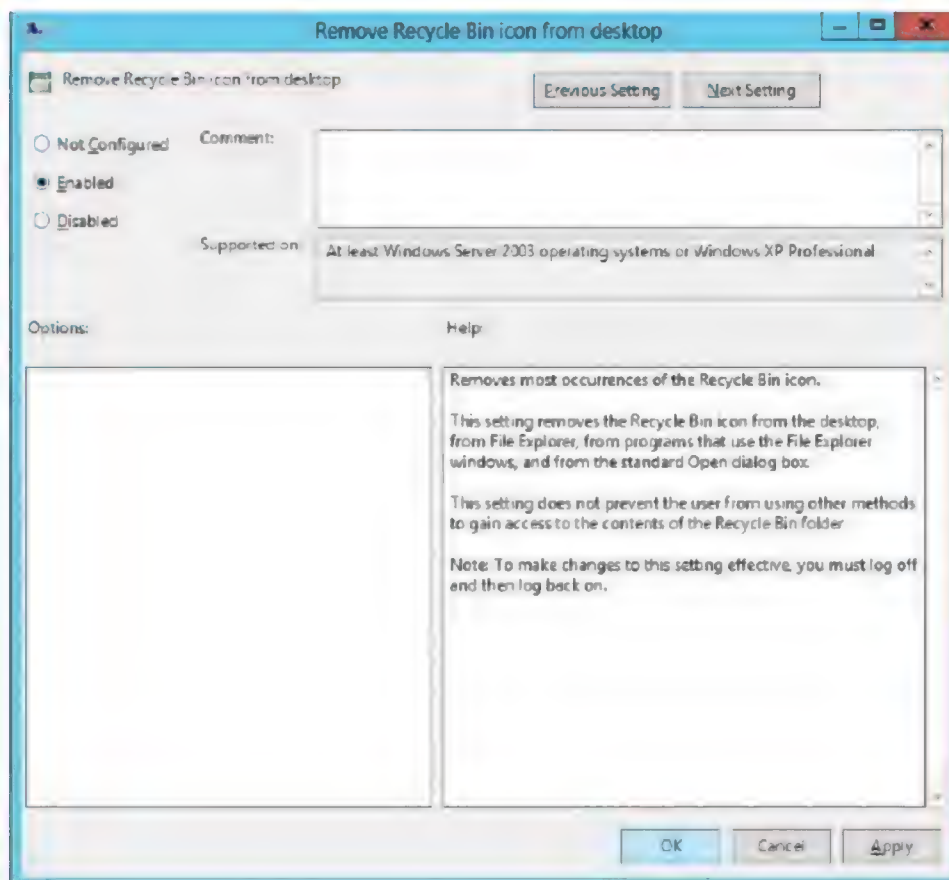 Remove Recycle Bin icon from desktop
Remove Recycle Bin icon from desktop
Previous Setting
Next Setting
Not Configured
Comment:
Enabled
Disabled
Supported on
At least Windows Server 2003 operating systems or Windows XP Professional
Options:
Help
Removes most occurrences of the Recycle Bin icon.
This setting removes the Recycle Bin icon from the desktop,
from File Explorer, from programs that use the File Explorer
windows, and from the standard Open dialog box
This setting does not prevent the user from using other methods
to gain access to the contents of the Recycle Bin folder
Note: To make changes to this setting effective, you must log off
and then log back on.
OK
Cancel
Apply